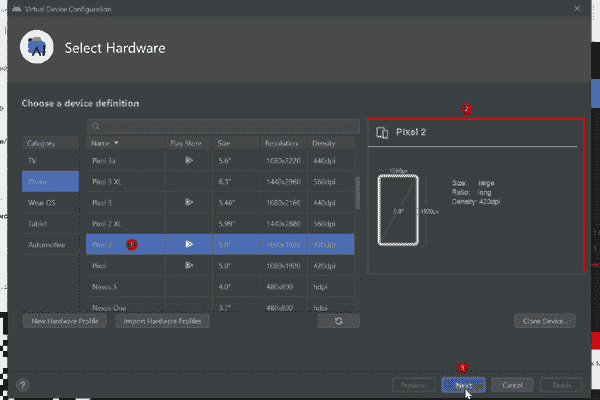 Virtual Device Configuration
Select Hardware
Choose a device definition
Category
Name Play Store Size Resolution Density
TV
Phone
Wear OS
Tablet
Automotive
Pixel 3a 5.6" 1080x2220 440dpi
Pixel 3 XL 6.3" 1440x2960 560dpi
Pixel 3 5.46" 1080x2160 440dpi
Pixel 2 XL 5.99" 1440x2880 560dpi
Pixel 2 5.0" 1080x1920 420dpi
Pixel 5.0" 1080x1920 420dpi
Nexus S 4.0" 480x800 hdpi
Nexus One 3.7" 480x800 hdpi
Pixel 2
1080px
5.0"
1920px
Size: large
Ratio: long
Density: 420dpi
New Hardware Profile Import Hardware Profiles
Clone Device...
? Previous Next Cancel Finish